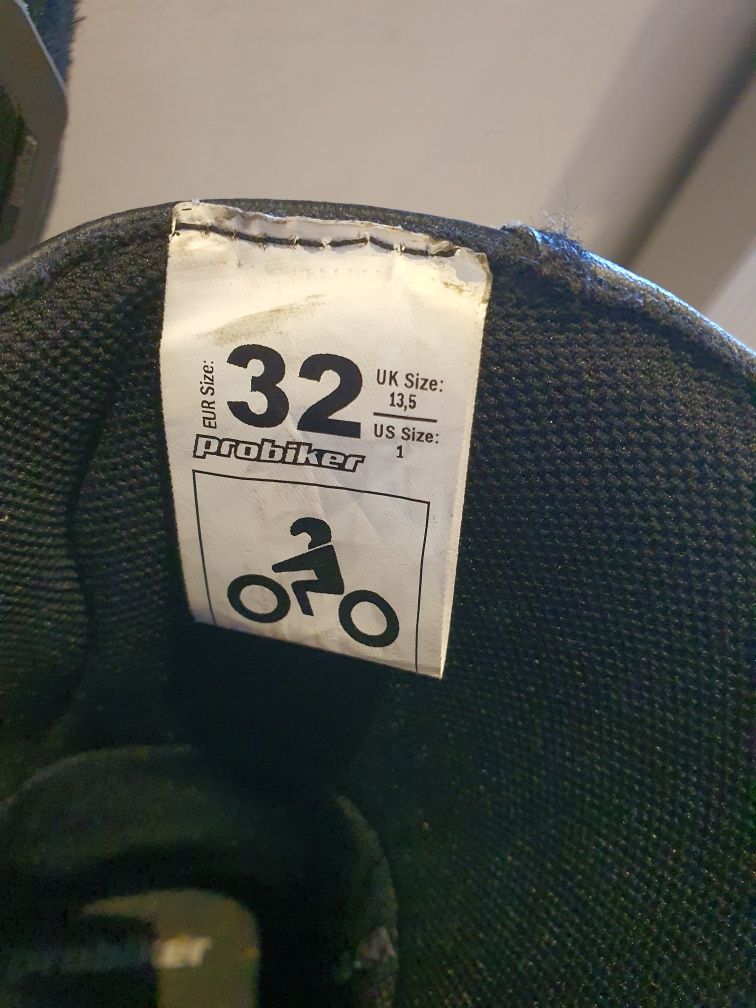 EUR Size:
32
UK Size:
13,5
US Size:
1
probiker